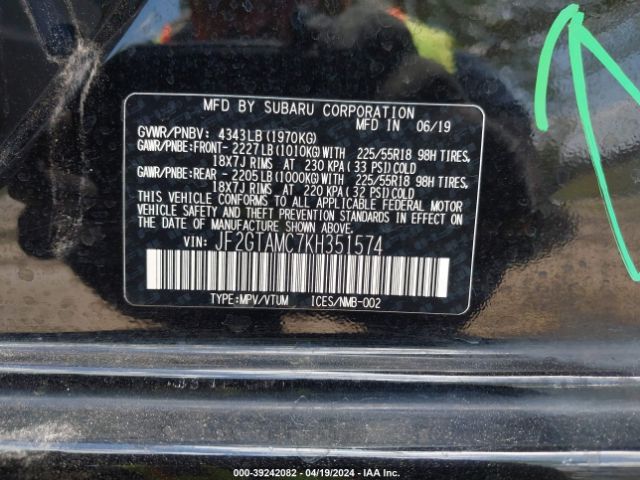 MFD BY SUBARU CORPORATION
MFD IN 06/19
GVWR/PNBV: 4343LB(1970KG)
GAWR/PNBE:FRONT- 2227LB(1010KG)WITH 225/55R18 98H TIRES,
18X7J RIMS AT 230 KPA(33 PSI)COLD
GAWR/PNBE:REAR - 2205LB(1000KG)WITH 225/55R18 98H TIRES,
18X7J RIMS AT 220 KPA(32 PSI)COLD
THIS VEHICLE CONFORMS TO ALL APPLICABLE FEDERAL MOTOR
VEHICLE SAFETY AND THEFT PREVENTION STANDARDS IN EFFECT ON
THE DATE OF MANUFACTURE SHOWN ABOVE.
VIN: JF2GTAMC7KH351574
TYPE:MPV/VTUM ICES/NMB-002
000-39242082 - 04/19/2024 - IAA Inc.